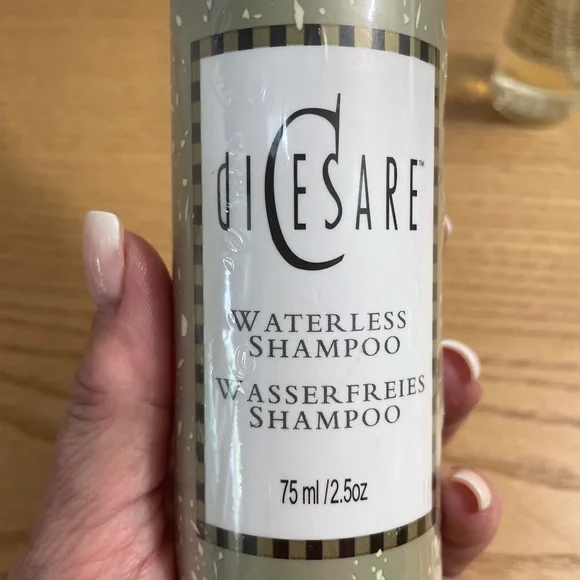 diCESARE™
WATERLESS
SHAMPOO
WASSERFREIES
SHAMPOO
75 ml /2.5oz